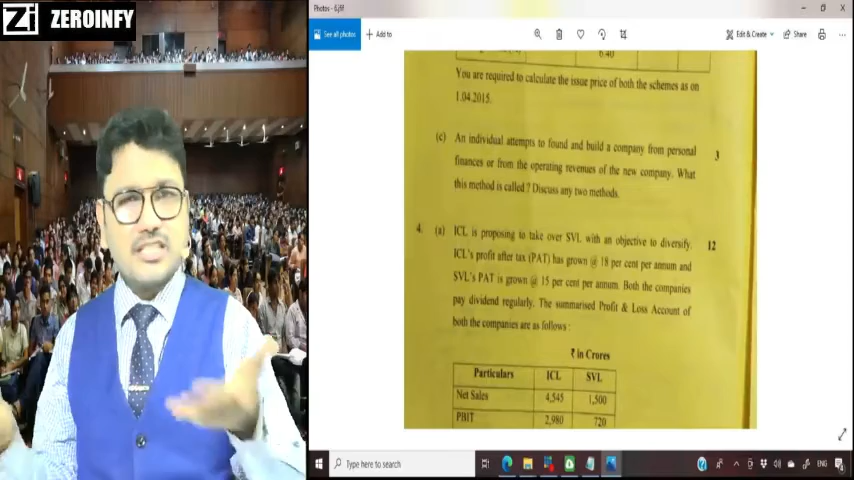 Zi ZEROINFY
Photos - 6.jfif
See all photos
+ Add to
Edit & Create
Share
6.40
You are required to calculate the issue price of both the schemes as on
1.04.2015.
(c) An individual attempts to found and build a company from personal 3
finances or from the operating revenues of the new company. What
this method is called ? Discuss any two methods.
4. (a) ICL is proposing to take over SVL with an objective to diversify. 12
ICL's profit after tax (PAT) has grown @ 18 per cent per annum and
SVL's PAT is grown @ 15 per cent per annum. Both the companies
pay dividend regularly. The summarised Profit & Loss Account of
both the companies are as follows :
₹ in Crores
Particulars ICL SVL
Net Sales 4,545 1,500
PBIT 2,980 720
Type here to search
ENG